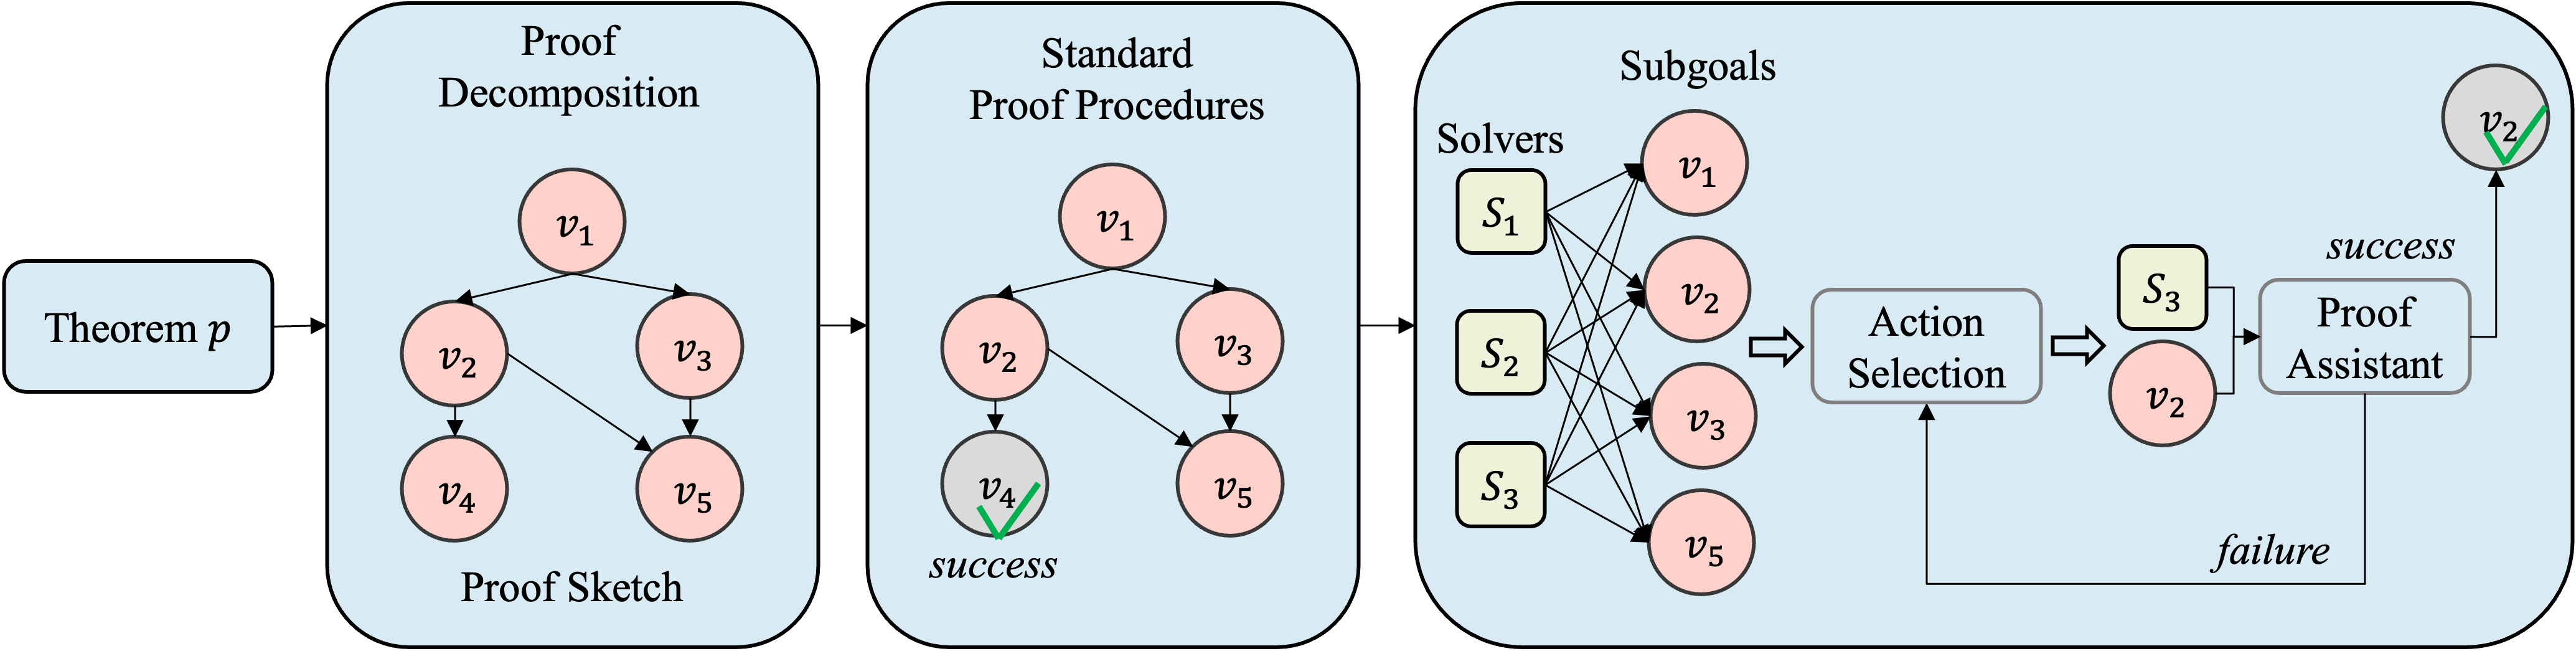 Theorem p
Proof
Decomposition
v1
v2
v3
v4
v5
Proof Sketch
Standard
Proof Procedures
v1
v2
v3
v4
v5
success
Subgoals
Solvers
S1
S2
S3
v1
v2
v3
v5
Action
Selection
S3
v2
Proof
Assistant
success
failure
v2